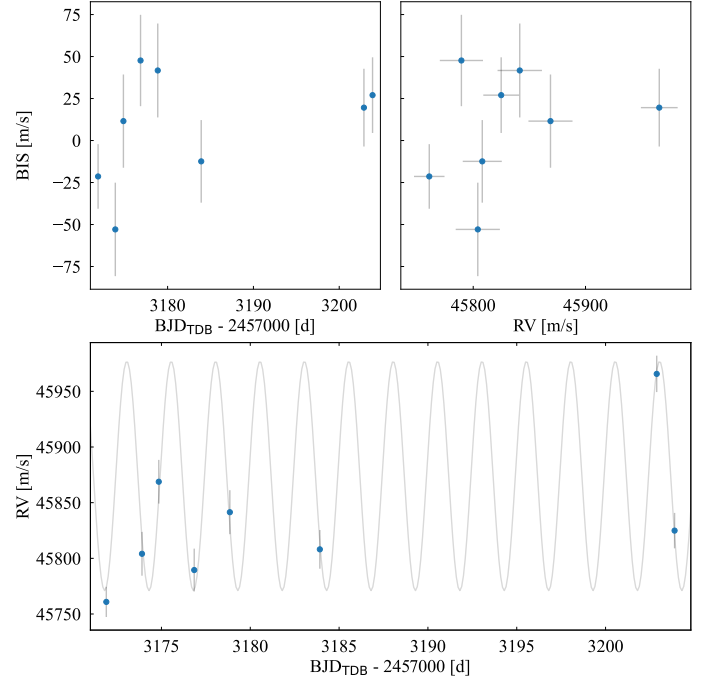 75
50
25
0
−25
−50
−75
BIS [m/s]
3180 3190 3200
BJD_TDB - 2457000 [d]
45800 45900
RV [m/s]
45950
45900
45850
45800
45750
RV [m/s]
3175 3180 3185 3190 3195 3200
BJD_TDB - 2457000 [d]